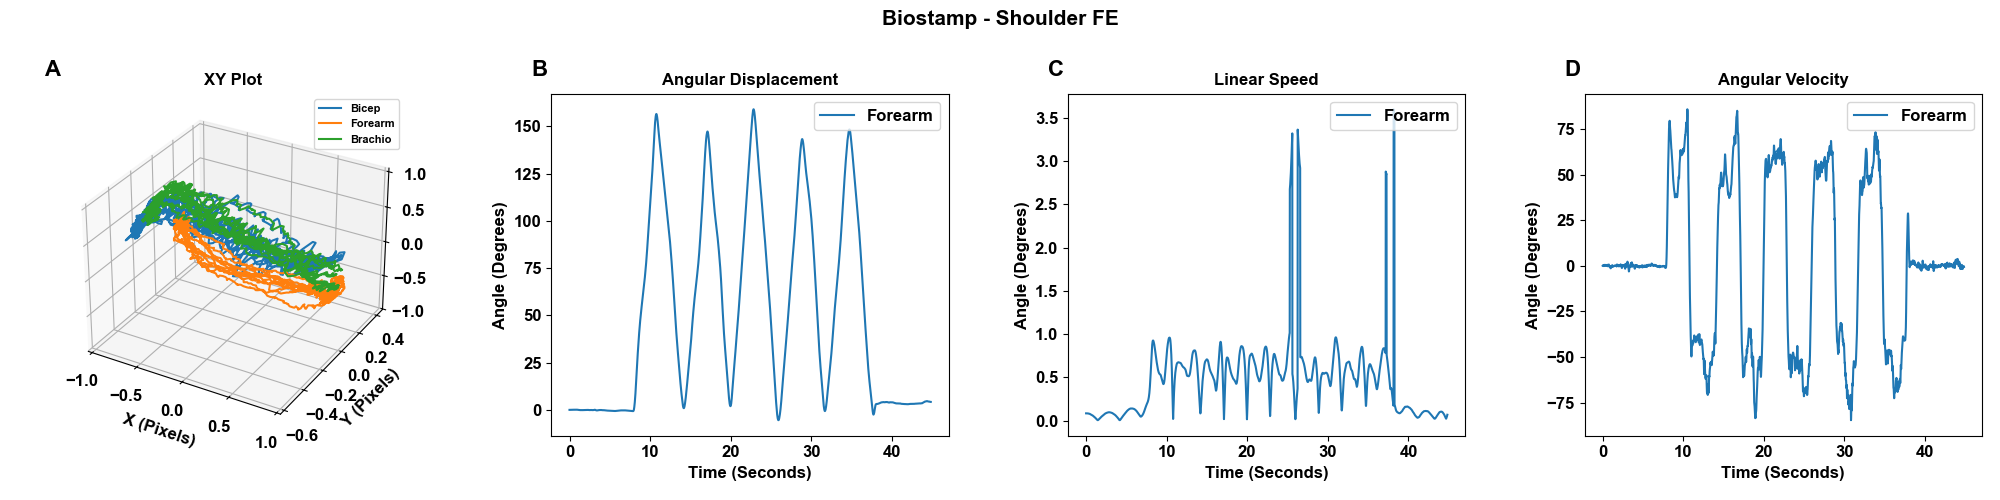 Biostamp - Shoulder FE
A
XY Plot
Bicep
Forearm
Brachio
1.0
0.5
0.0
−0.5
−1.0
0.4
0.2
0.0
−0.2
−0.4
−0.6
Y (Pixels)
−1.0
−0.5
0.0
0.5
1.0
X (Pixels)
B
Angular Displacement
Forearm
Angle (Degrees)
150
125
100
75
50
25
0
0 10 20 30 40
Time (Seconds)
C
Linear Speed
Forearm
Angle (Degrees)
3.5
3.0
2.5
2.0
1.5
1.0
0.5
0.0
0 10 20 30 40
Time (Seconds)
D
Angular Velocity
Forearm
Angle (Degrees)
75
50
25
0
−25
−50
−75
0 10 20 30 40
Time (Seconds)